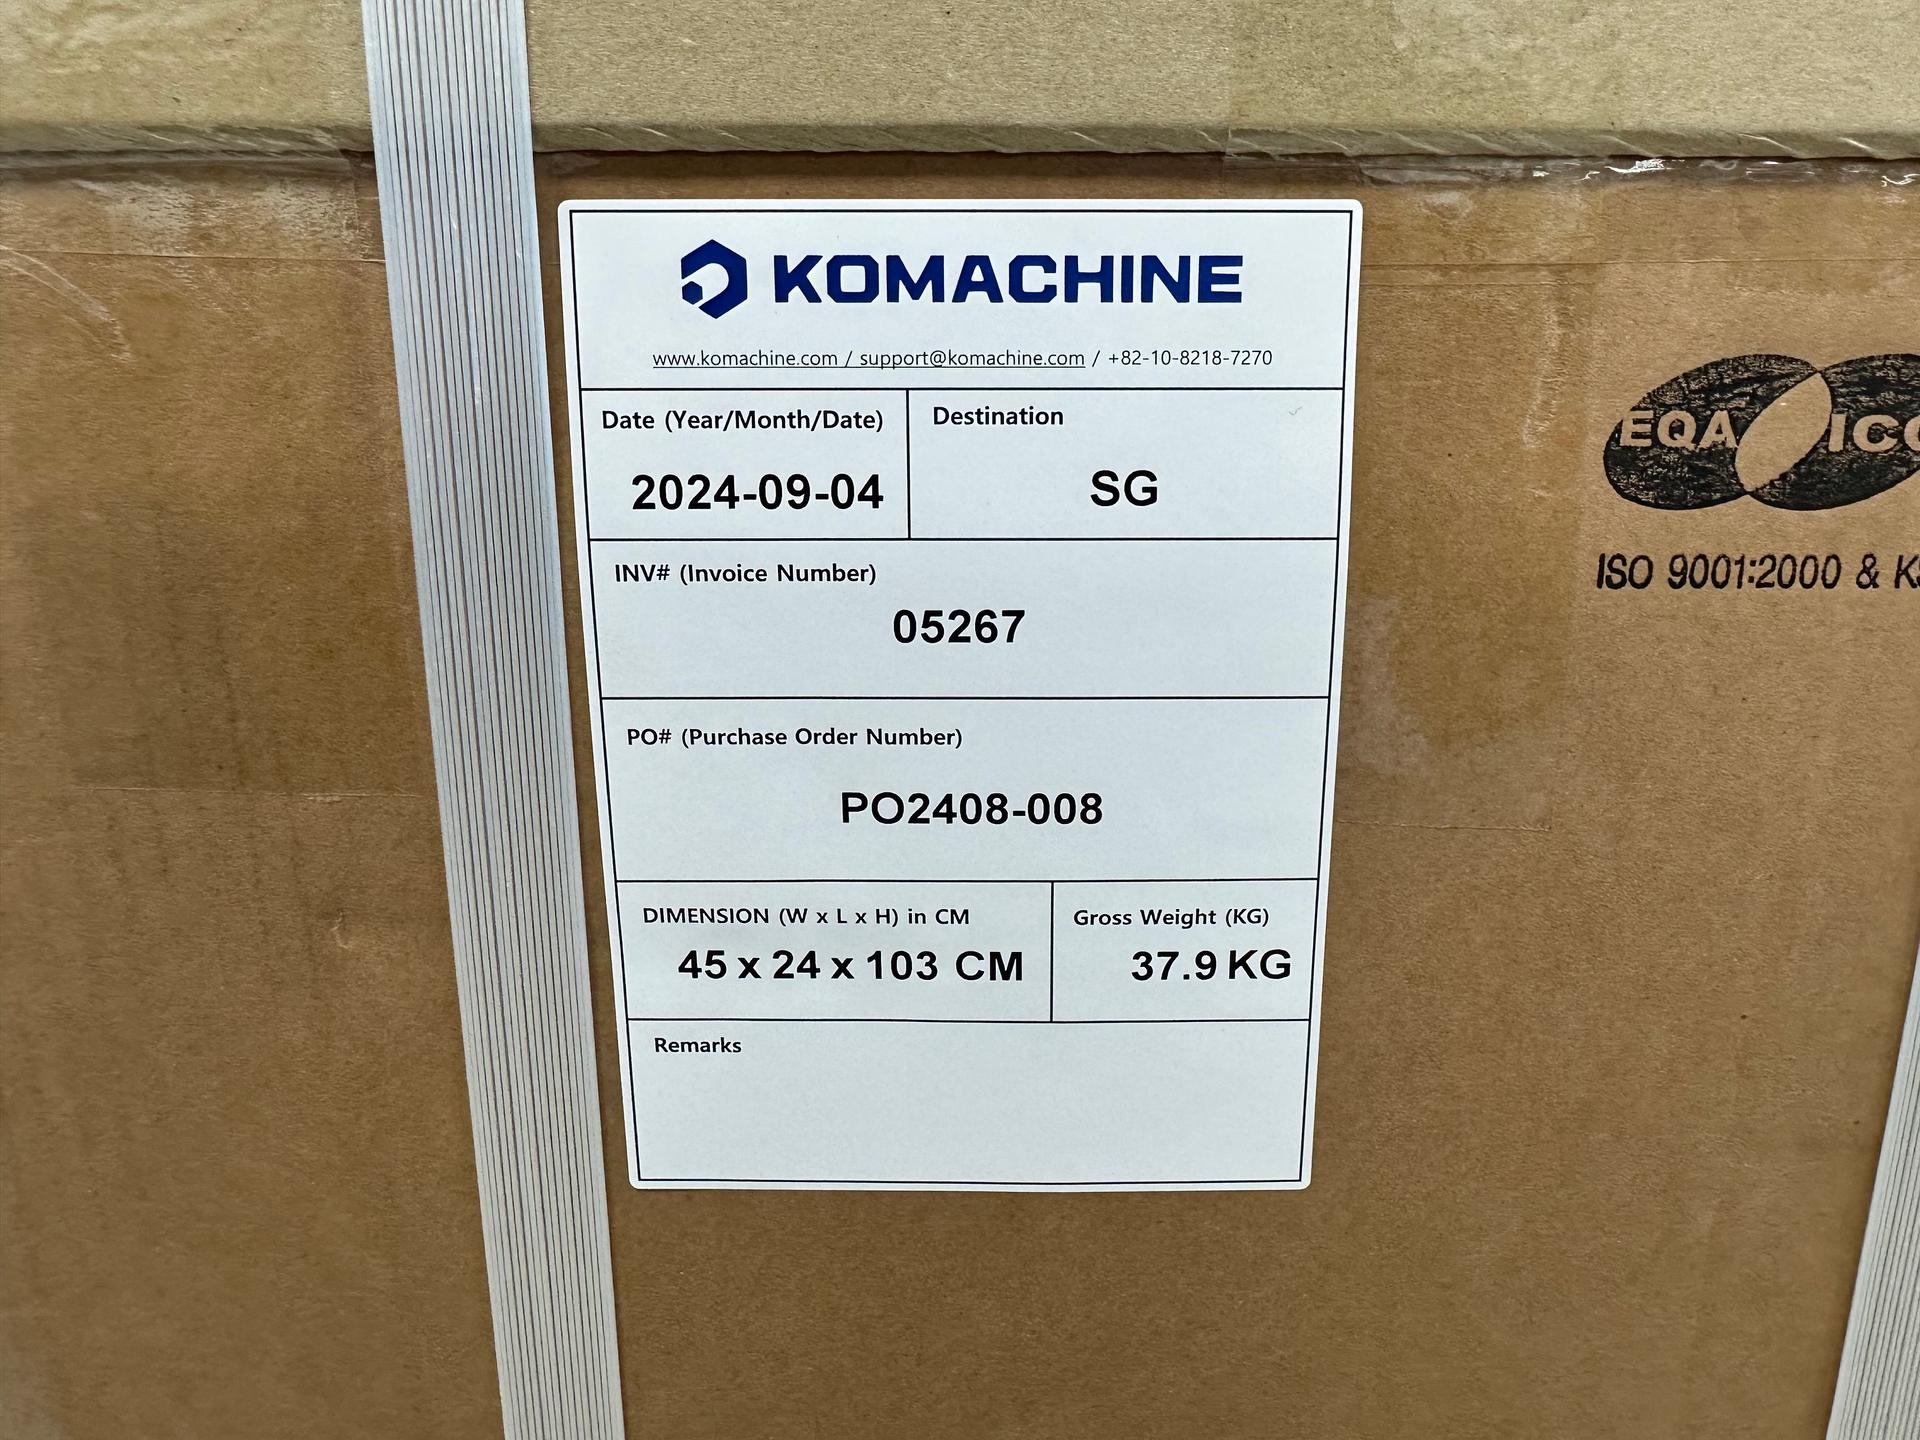 KOMACHINE
www.komachine.com / support@komachine.com / +82-10-8218-7270
Date (Year/Month/Date)
2024-09-04
Destination
SG
INV# (Invoice Number)
05267
PO# (Purchase Order Number)
PO2408-008
DIMENSION (W x L x H) in CM
45 x 24 x 103 CM
Gross Weight (KG)
37.9 KG
Remarks
EQA
ISO 9001:2000 &